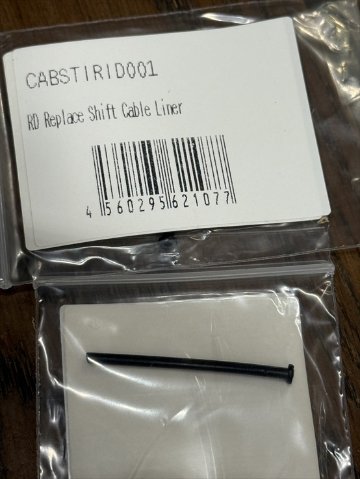 CABSTIRID001
RD Replace Shift Cable Liner
4 560295 621077